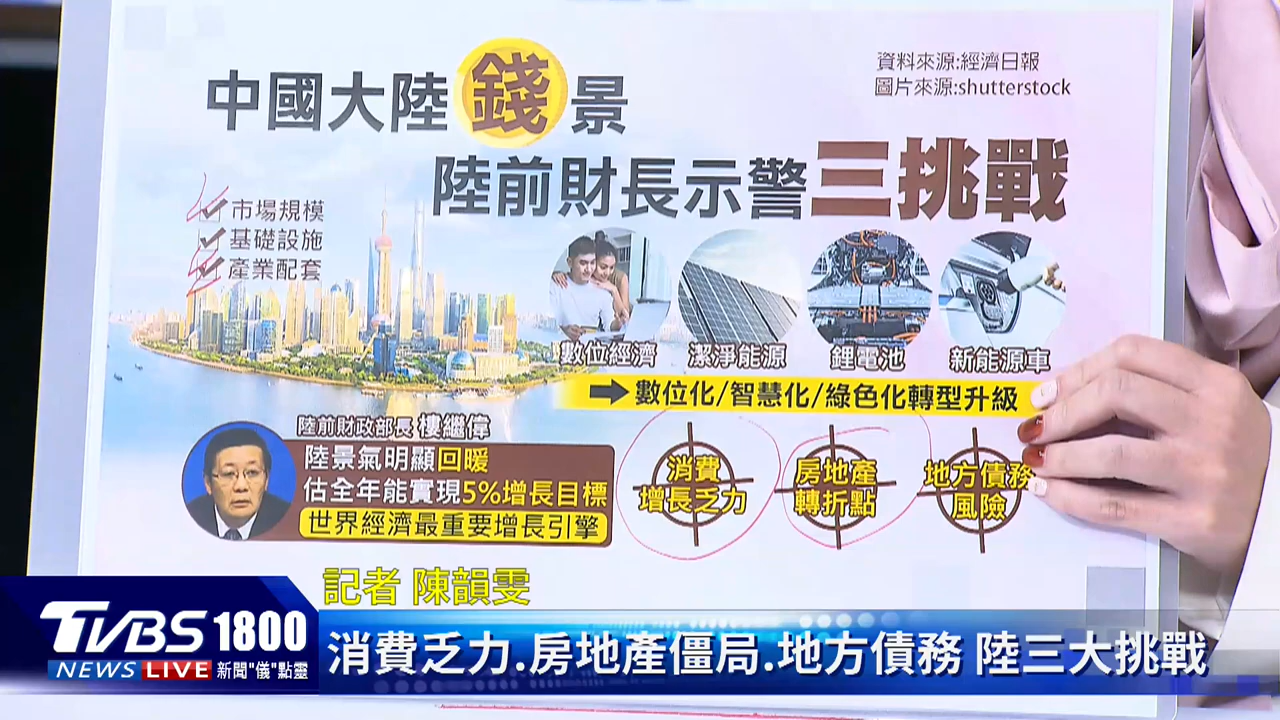 中國大陸錢景
資料來源:經濟日報
圖片來源:shutterstock
陸前財長示警三挑戰
市場規模
基礎設施
產業配套
數位經濟
潔淨能源
鋰電池
新能源車
數位化/智慧化/綠色化轉型升級
陸前財政部長 樓繼偉
陸景氣明顯回暖
估全年能實現5%增長目標
世界經濟最重要增長引擎
消費
增長乏力
房地產
轉折點
地方債務
風險
記者 陳韻雯
TVBS 1800
NEWS LIVE 新聞"儀"點靈
消費乏力.房地產僵局.地方債務 陸三大挑戰